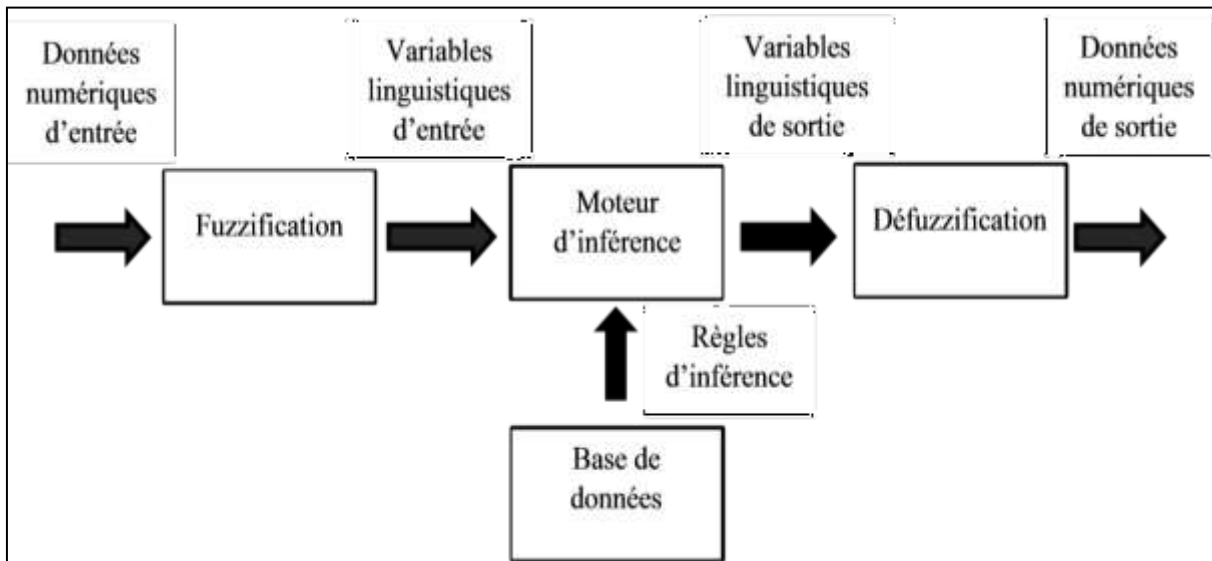 Données
numériques
d'entrée
Variables
linguistiques
d'entrée
Variables
linguistiques
de sortie
Données
numériques
de sortie
Fuzzification
Moteur
d'inférence
Défuzzification
Règles
d'inférence
Base de
données